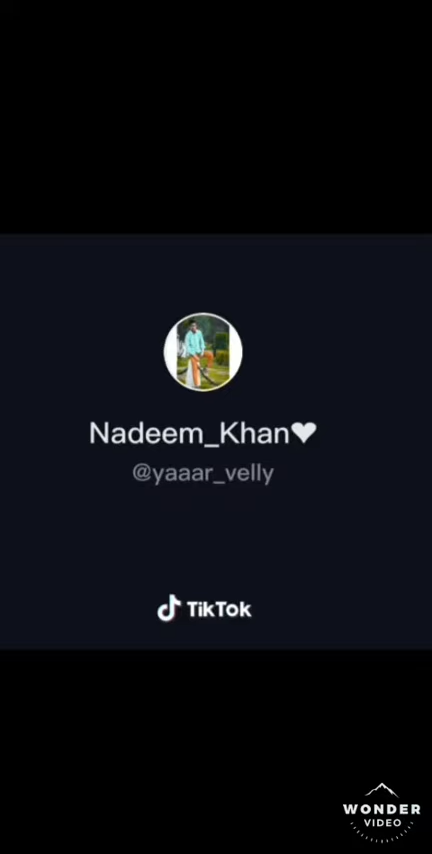 Nadeem_Khan🤍
@yaaar_velly
TikTok
WONDER
VIDEO